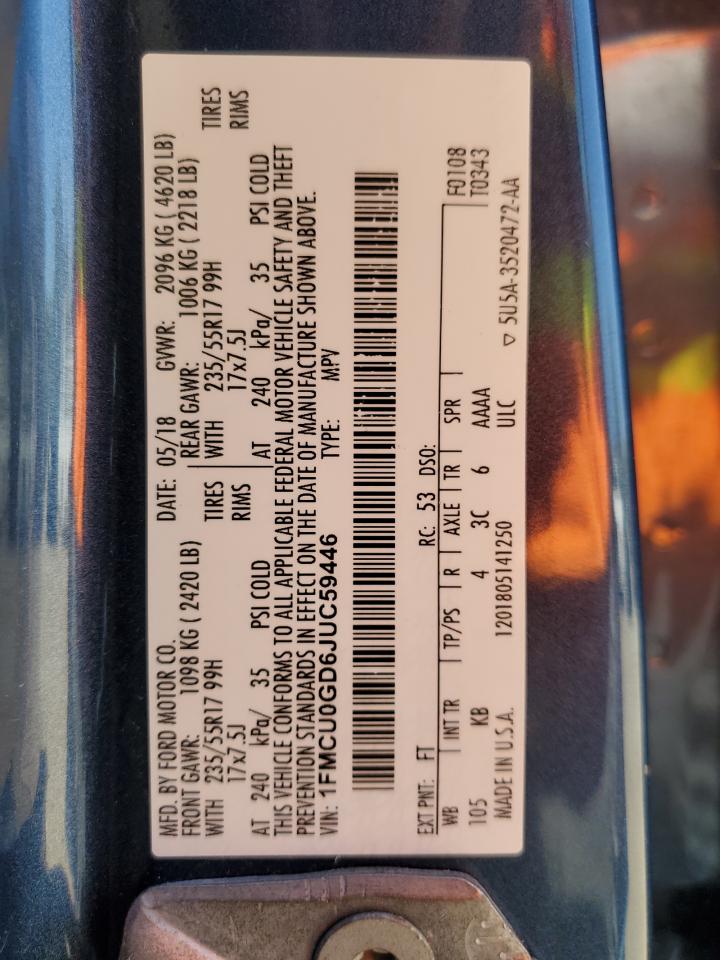 MFD. BY FORD MOTOR CO. DATE: 05/18 GVWR: 2096 KG ( 4620 LB)
FRONT GAWR: 1098 KG ( 2420 LB) REAR GAWR: 1006 KG ( 2218 LB)
WITH 235/55R17 99H TIRES WITH 235/55R17 99H TIRES
17x7.5J RIMS 17x7.5J RIMS
AT 240 kPa/ 35 PSI COLD AT 240 kPa/ 35 PSI COLD
THIS VEHICLE CONFORMS TO ALL APPLICABLE FEDERAL MOTOR VEHICLE SAFETY AND THEFT
PREVENTION STANDARDS IN EFFECT ON THE DATE OF MANUFACTURE SHOWN ABOVE.
VIN: 1FMCU0GD6JUC59446 TYPE: MPV
EXT PNT: FT RC: 53 DSO: F0108
WB INT TR TP/PS R AXLE TR SPR T0343
105 KB 4 3C 6 AAAA
MADE IN U.S.A. 1201805141250 ULC ▽ 5U5A-3520472-AA